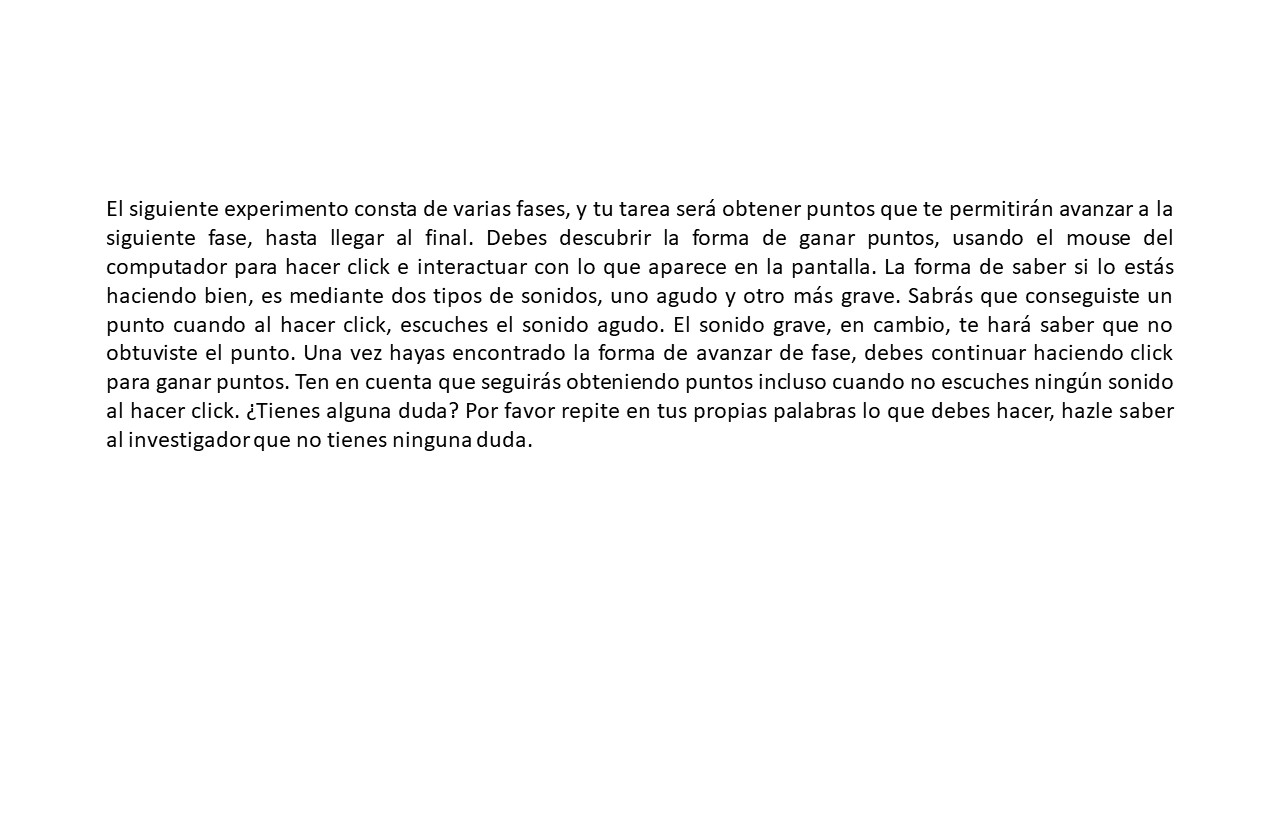 El siguiente experimento consta de varias fases, y tu tarea será obtener puntos que te permitirán avanzar a la
siguiente fase, hasta llegar al final. Debes descubrir la forma de ganar puntos, usando el mouse del
computador para hacer click e interactuar con lo que aparece en la pantalla. La forma de saber si lo estás
haciendo bien, es mediante dos tipos de sonidos, uno agudo y otro más grave. Sabrás que conseguiste un
punto cuando al hacer click, escuches el sonido agudo. El sonido grave, en cambio, te hará saber que no
obtuviste el punto. Una vez hayas encontrado la forma de avanzar de fase, debes continuar haciendo click
para ganar puntos. Ten en cuenta que seguirás obteniendo puntos incluso cuando no escuches ningún sonido
al hacer click. ¿Tienes alguna duda? Por favor repite en tus propias palabras lo que debes hacer, hazle saber
al investigador que no tienes ninguna duda.